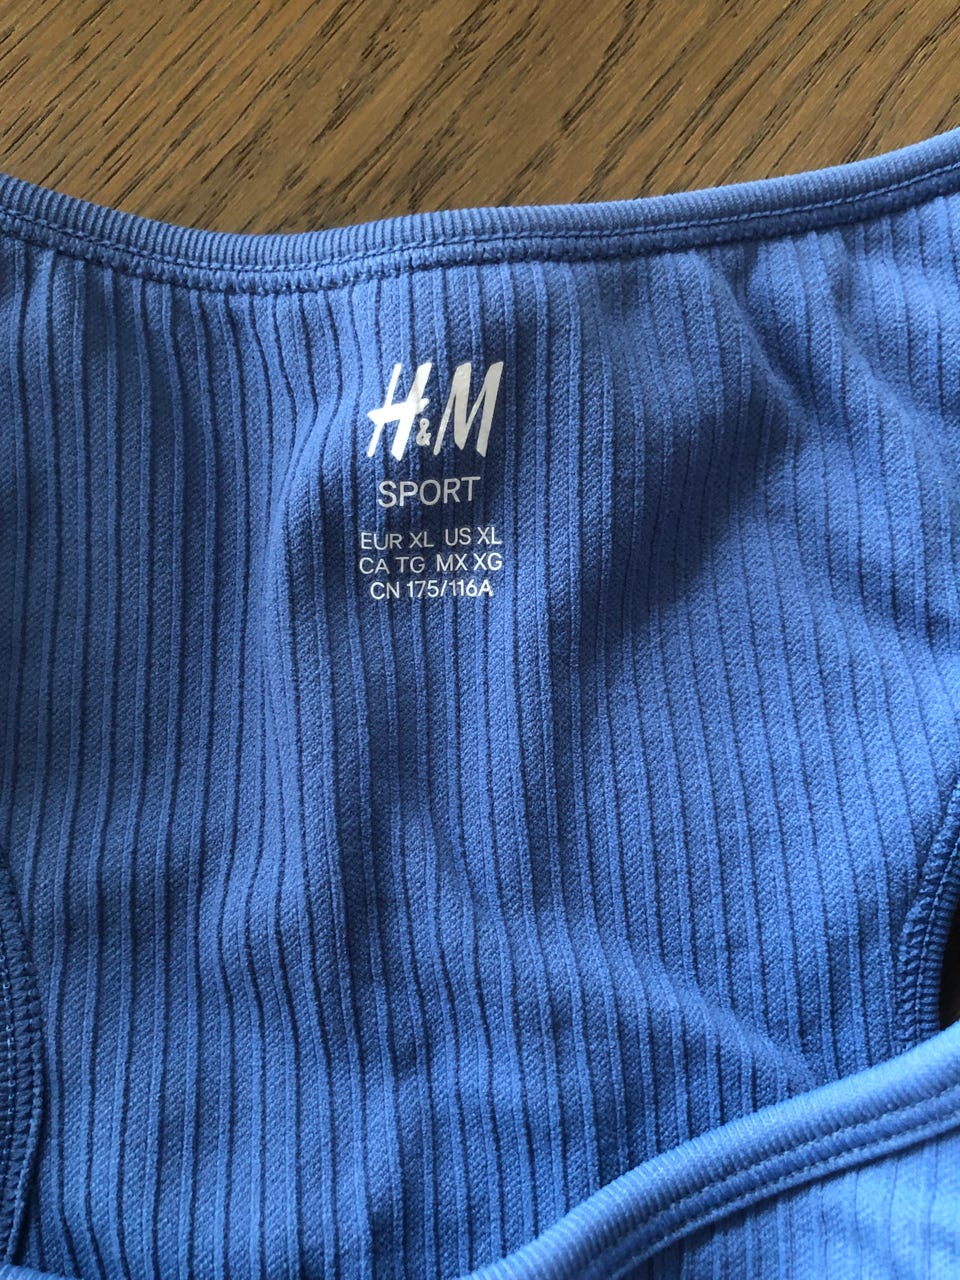 H&M
SPORT
EUR XL US XL
CA TG MX XG
CN 175/116A